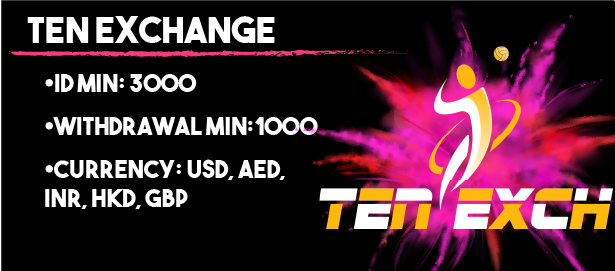 TEN EXCHANGE
•ID MIN: 3000
•WITHDRAWAL MIN:1000
•CURRENCY: USD, AED,
INR, HKD, GBP
TEN EXCH